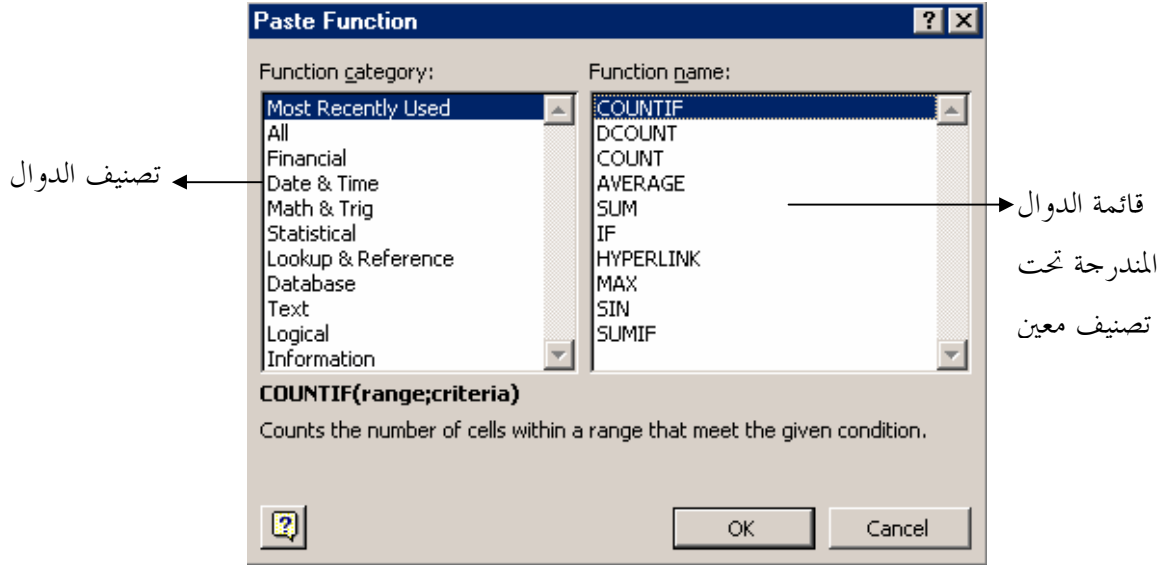 Paste Function
Function category:
Function name:
Most Recently Used
All
Financial
Date & Time
Math & Trig
Statistical
Lookup & Reference
Database
Text
Logical
Information
COUNTIF
DCOUNT
COUNT
AVERAGE
SUM
IF
HYPERLINK
MAX
SIN
SUMIF
تصنيف الدوال
قائمة الدوال
المندرجة تحت
تصنيف معين
COUNTIF(range;criteria)
Counts the number of cells within a range that meet the given condition.
OK
Cancel